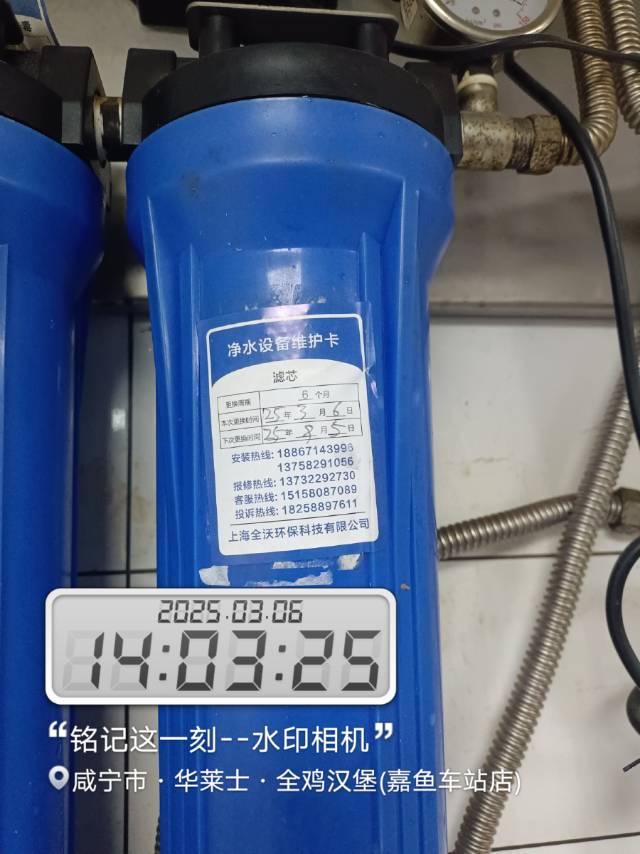 净水设备维护卡
滤芯
更换周期 6 个月
本次更换时间 25 年 3 月 6 日
下次更换时间 25 年 9 月 5 日
安装热线: 18867143996
13758291056
报修热线: 13732292730
客服热线: 15158087089
投诉热线: 18258897611
上海全沃环保科技有限公司
2025.03.06
14:03:25
“铭记这一刻--水印相机”
咸宁市·华莱士·全鸡汉堡(嘉鱼车站店)